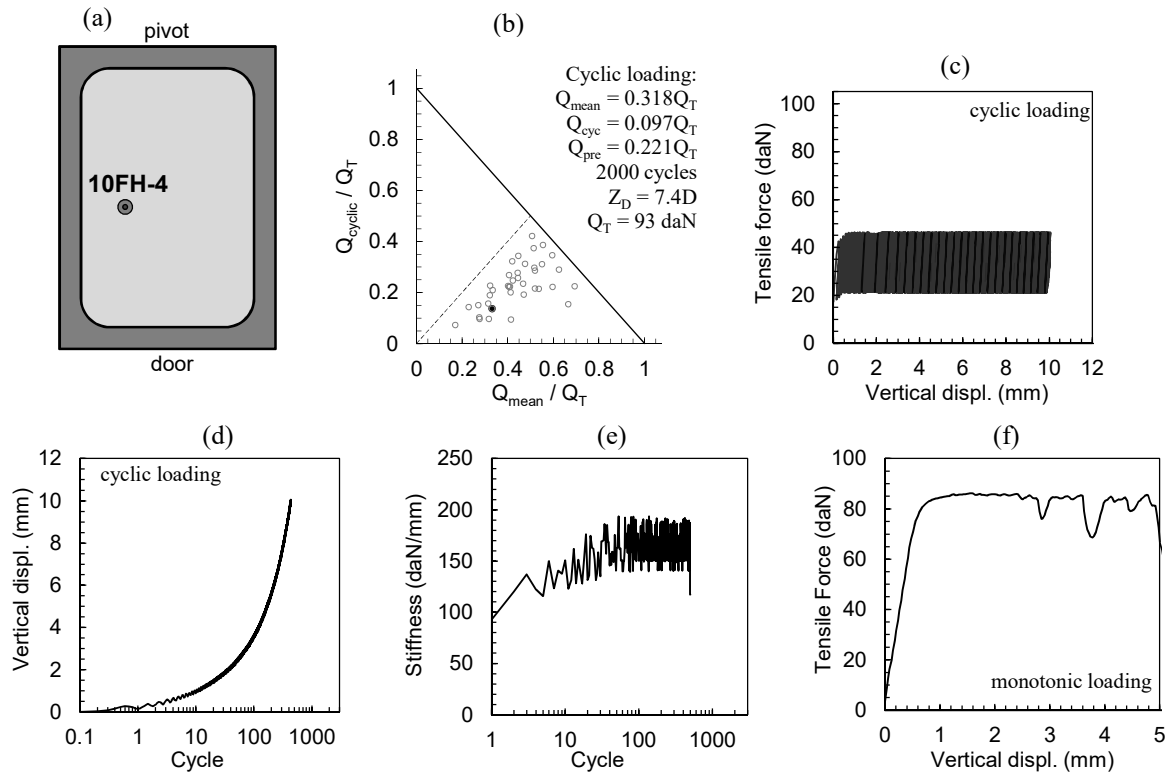 (a)
pivot
10FH-4
door
(b)
Cyclic loading:
Q_mean = 0.318Q_T
Q_cyc = 0.097Q_T
Q_pre = 0.221Q_T
2000 cycles
Z_D = 7.4D
Q_T = 93 daN
Q_cyclic / Q_T
1
0.8
0.6
0.4
0.2
0
0 0.2 0.4 0.6 0.8 1
Q_mean / Q_T
(c)
cyclic loading
Tensile force (daN)
100
80
60
40
20
0
0 2 4 6 8 10 12
Vertical displ. (mm)
(d)
cyclic loading
Vertical displ. (mm)
12
10
8
6
4
2
0
0.1 1 10 100 1000
Cycle
(e)
Stiffness (daN/mm)
250
200
150
100
50
0
1 10 100 1000
Cycle
(f)
monotonic loading
Tensile Force (daN)
100
80
60
80
20
0
0 1 2 3 4 5
Vertical displ. (mm)